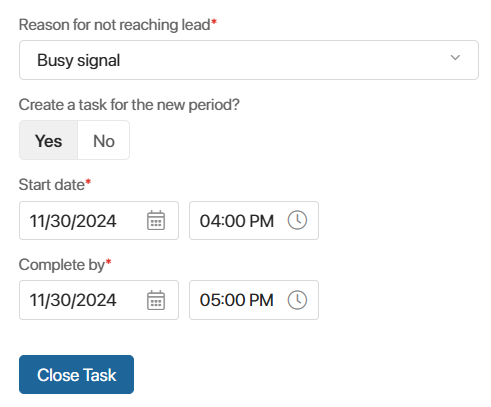 Reason for not reaching lead*
Busy signal
Create a task for the new period?
Yes No
Start date*
11/30/2024 04:00 PM
Complete by*
11/30/2024 05:00 PM
Close Task